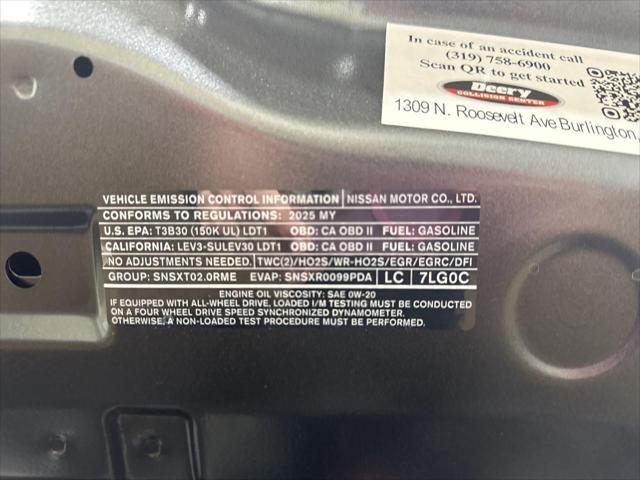 In case of an accident call
(319) 758-6900
Scan QR to get started
Deery
COLLISION CENTER
1309 N. Roosevelt Ave Burlington,
VEHICLE EMISSION CONTROL INFORMATION NISSAN MOTOR CO., LTD.
CONFORMS TO REGULATIONS: 2025 MY
U.S. EPA: T3B30 (150K UL) LDT1 OBD: CA OBD II FUEL: GASOLINE
CALIFORNIA: LEV3-SULEV30 LDT1 OBD: CA OBD II FUEL: GASOLINE
NO ADJUSTMENTS NEEDED. TWC(2)/HO2S/WR-HO2S/EGR/EGRC/DFI
GROUP: SNSXT02.0RME EVAP: SNSXR0099PDA LC 7LG0C
ENGINE OIL VISCOSITY: SAE 0W-20
IF EQUIPPED WITH ALL-WHEEL DRIVE, LOADED I/M TESTING MUST BE CONDUCTED
ON A FOUR WHEEL DRIVE SPEED SYNCHRONIZED DYNAMOMETER.
OTHERWISE, A NON-LOADED TEST PROCEDURE MUST BE PERFORMED.